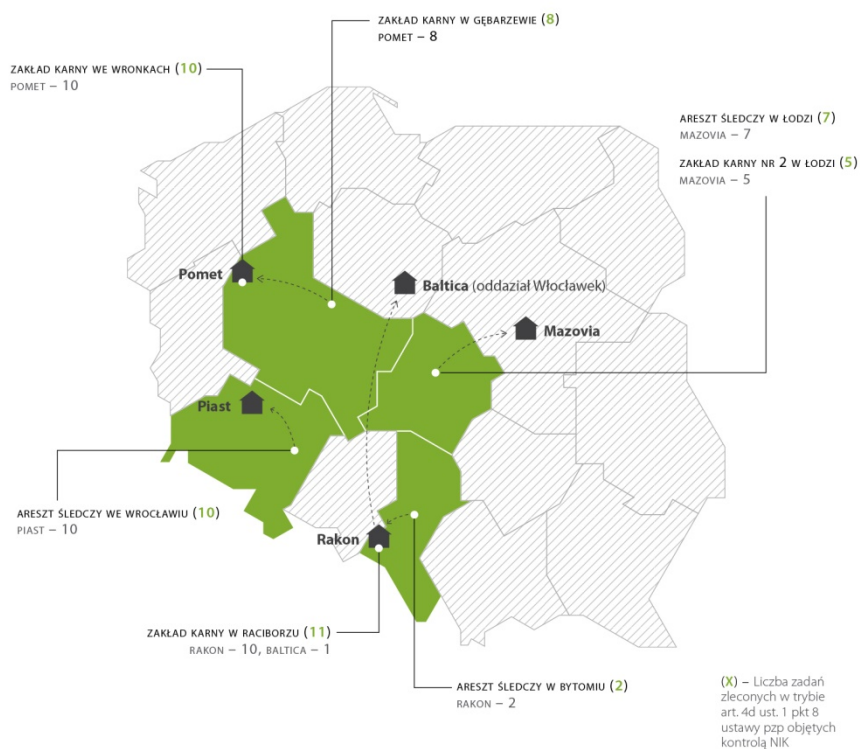 ZAKŁAD KARNY W GĘBARZEWIE (8)
POMET – 8
ZAKŁAD KARNY WE WRONKACH (10)
POMET – 10
ARESZT ŚLEDCZY W ŁODZI (7)
MAZOVIA – 7
ZAKŁAD KARNY NR 2 W ŁODZI (5)
MAZOVIA – 5
Pomet
Baltica (oddział Włocławek)
Mazovia
Piast
ARESZT ŚLEDCZY WE WROCŁAWIU (10)
PIAST – 10
Rakon
ZAKŁAD KARNY W RACIBORZU (11)
RAKON – 10, BALTICA – 1
ARESZT ŚLEDCZY W BYTOMIU (2)
RAKON – 2
(X) – Liczba zadań
zleconych w trybie
art. 4d ust. 1 pkt 8
ustawy pzp objętych
kontrolą NIK